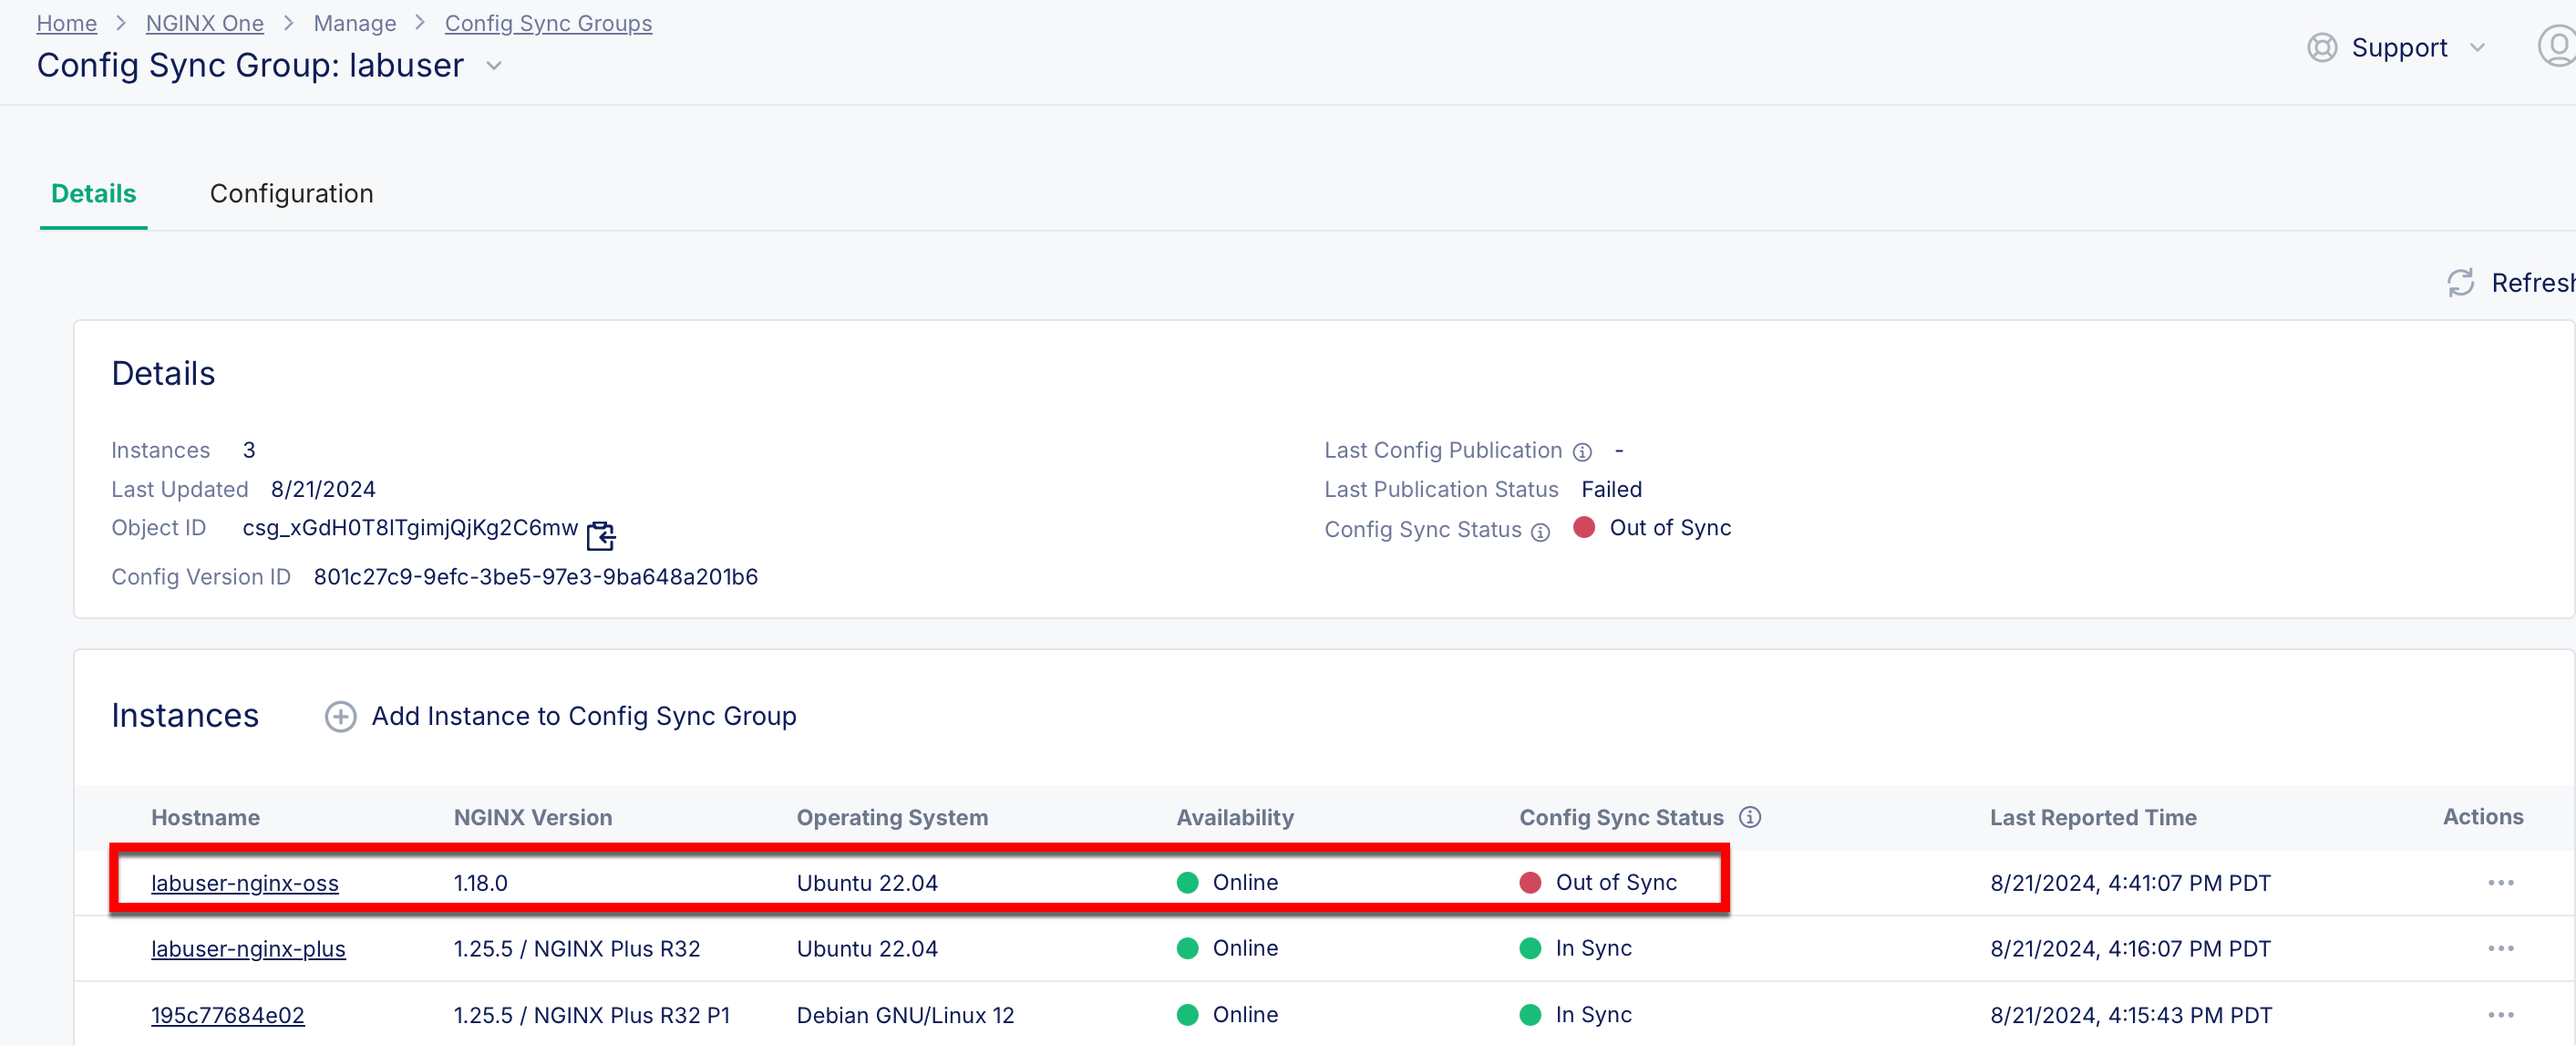 Home > NGINX One > Manage > Config Sync Groups
Config Sync Group: labuser
Support
Details Configuration
Refresh
Details
Instances 3
Last Updated 8/21/2024
Object ID csg_xGdH0T8ITgimjQjKg2C6mw
Config Version ID 801c27c9-9efc-3be5-97e3-9ba648a201b6
Last Config Publication -
Last Publication Status Failed
Config Sync Status Out of Sync
Instances Add Instance to Config Sync Group
Hostname NGINX Version Operating System Availability Config Sync Status Last Reported Time Actions
labuser-nginx-oss 1.18.0 Ubuntu 22.04 Online Out of Sync 8/21/2024, 4:41:07 PM PDT
labuser-nginx-plus 1.25.5 / NGINX Plus R32 Ubuntu 22.04 Online In Sync 8/21/2024, 4:16:07 PM PDT
195c77684e02 1.25.5 / NGINX Plus R32 P1 Debian GNU/Linux 12 Online In Sync 8/21/2024, 4:15:43 PM PDT